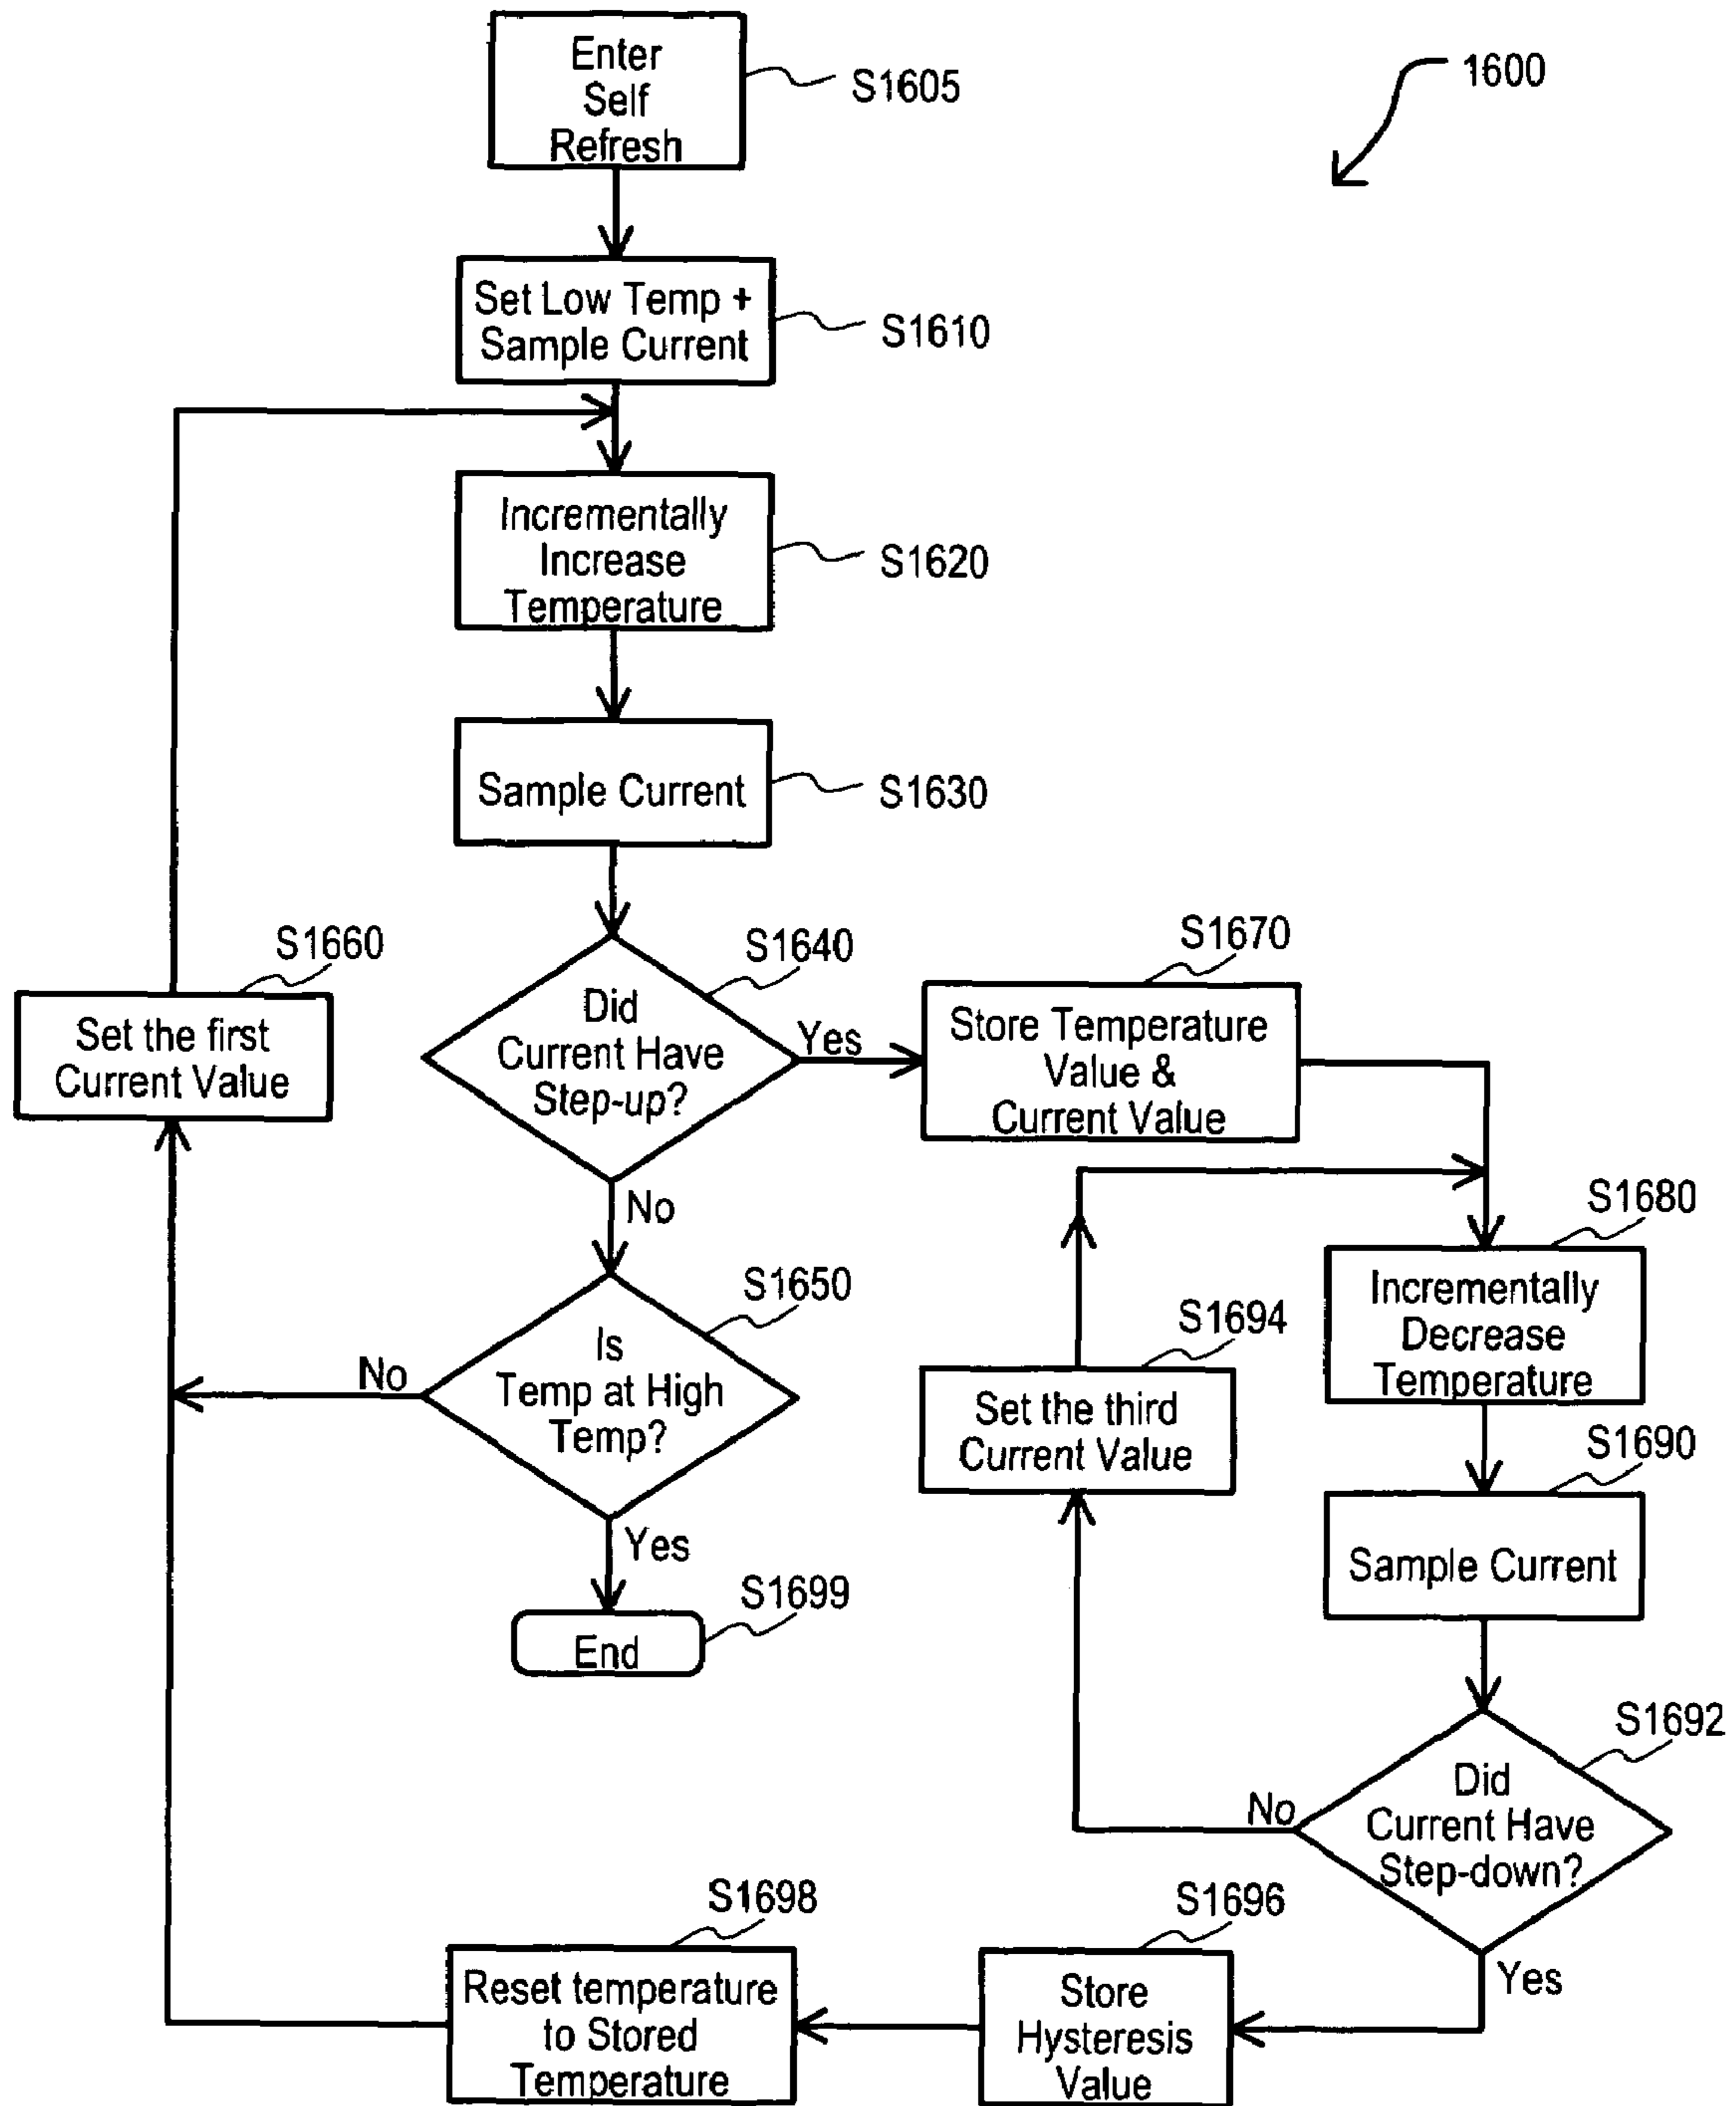 Enter
Self
Refresh
S1605
1600
Set Low Temp +
Sample Current
S1610
Incrementally
Increase
Temperature
S1620
Sample Current
S1630
S1660
Set the first
Current Value
S1640
Did
Current Have
Step-up?
Yes
No
S1670
Store Temperature
Value &
Current Value
S1650
Is
Temp at High
Temp?
No
Yes
S1699
End
S1680
Incrementally
Decrease
Temperature
S1694
Set the third
Current Value
S1690
Sample Current
S1692
Did
Current Have
Step-down?
No
Yes
S1696
Store
Hysteresis
Value
S1698
Reset temperature
to Stored
Temperature